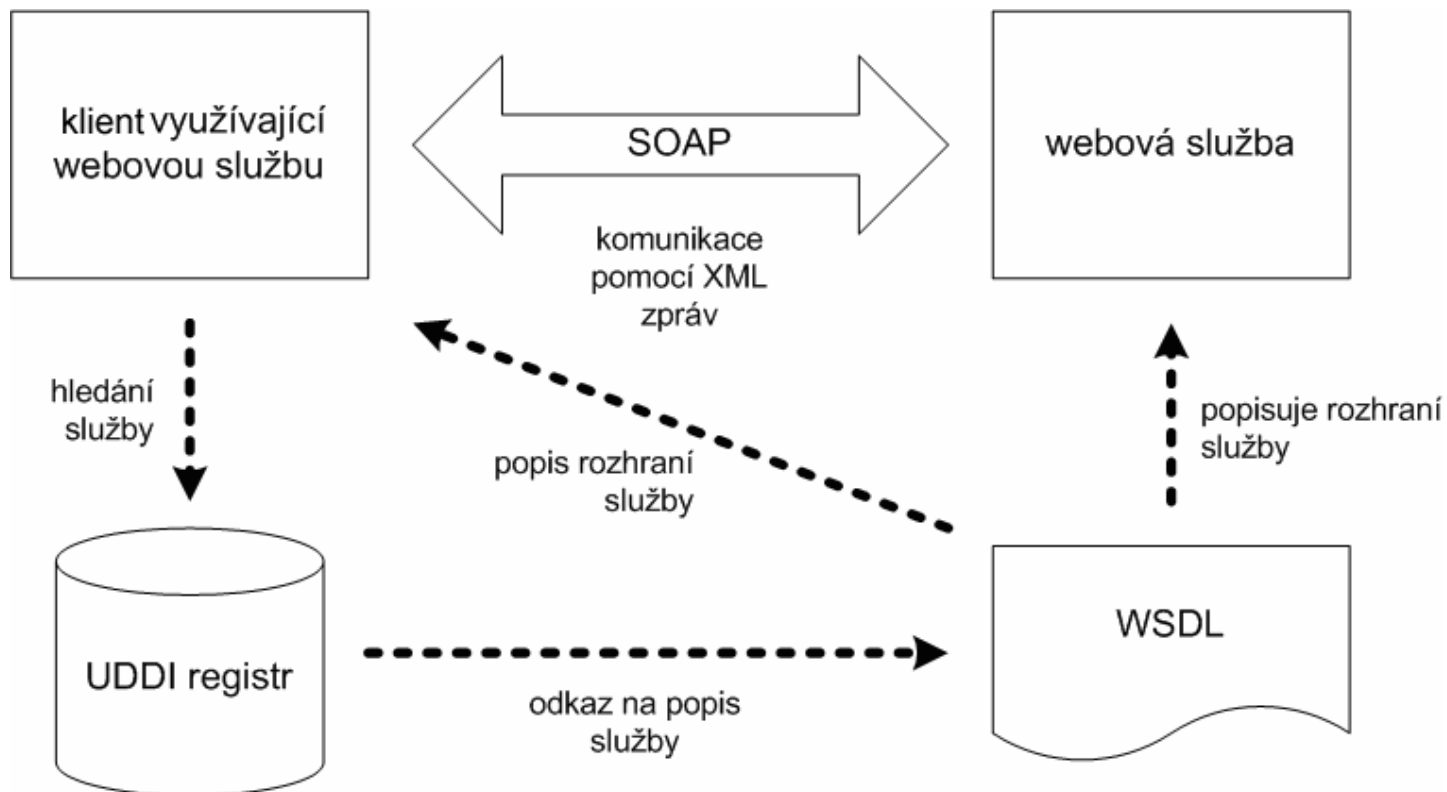 klient využívající
webovou službu
SOAP
webová služba
komunikace
pomocí XML
zpráv
hledání
služby
popis rozhraní
služby
popisuje rozhraní
služby
UDDI registr
odkaz na popis
služby
WSDL